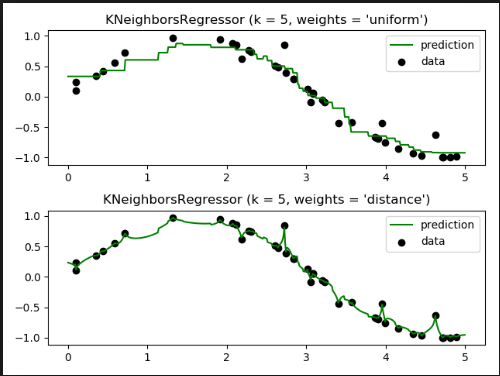 KNeighborsRegressor (k = 5, weights = 'uniform')
1.0
0.5
0.0
−0.5
−1.0
prediction
data
0 1 2 3 4 5
KNeighborsRegressor (k = 5, weights = 'distance')
1.0
0.5
0.0
−0.5
−1.0
prediction
data
0 1 2 3 4 5